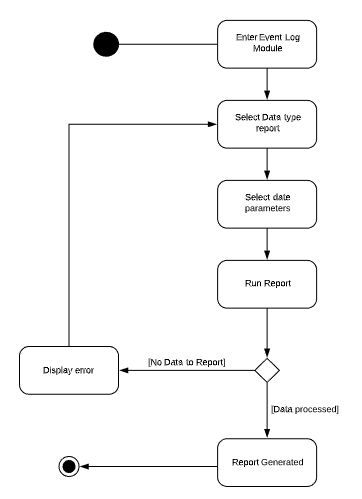 Enter Event Log
Module
Select Data type
report
Select date
parameters
Run Report
[No Data to Report]
Display error
[Data processed]
Report Generated